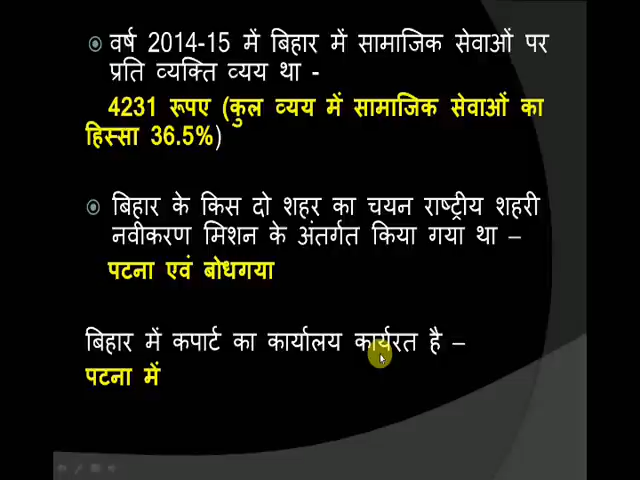 वर्ष 2014-15 में बिहार में सामाजिक सेवाओं पर
प्रति व्यक्ति व्यय था -
4231 रूपए (कुल व्यय में सामाजिक सेवाओं का
हिस्सा 36.5%)
बिहार के किस दो शहर का चयन राष्ट्रीय शहरी
नवीकरण मिशन के अंतर्गत किया गया था –
पटना एवं बोधगया
बिहार में कपार्ट का कार्यालय कार्यरत है –
पटना में